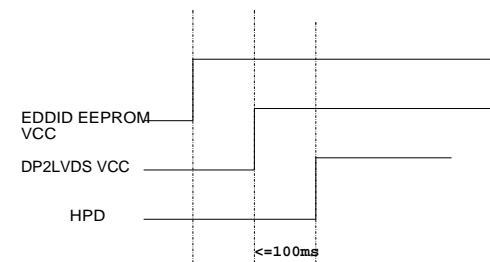 EDDID EEPROM
VCC
DP2LVDS VCC
HPD
<=100ms